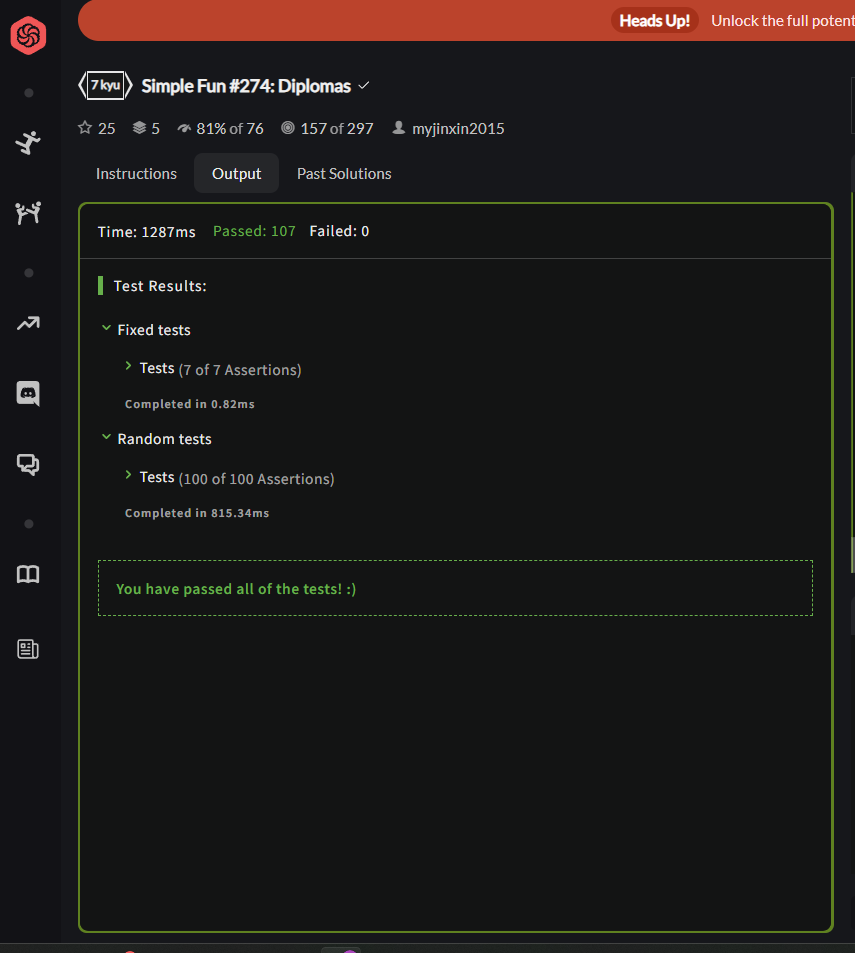 Heads Up! Unlock the full potent
7 kyu Simple Fun #274: Diplomas
25 5 81% of 76 157 of 297 myjinxin2015
Instructions Output Past Solutions
Time: 1287ms Passed: 107 Failed: 0
Test Results:
Fixed tests
Tests (7 of 7 Assertions)
Completed in 0.82ms
Random tests
Tests (100 of 100 Assertions)
Completed in 815.34ms
You have passed all of the tests! :)